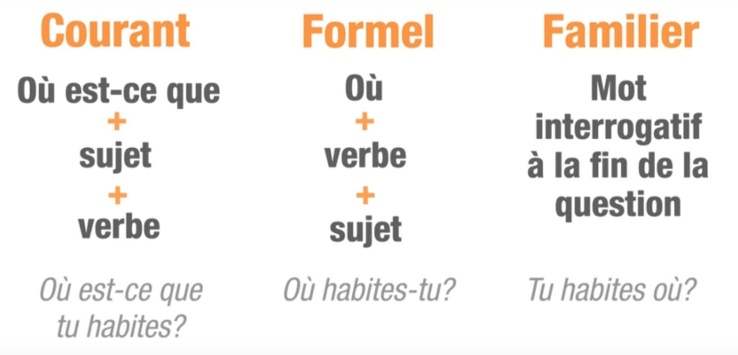 Courant
Où est-ce que
+
sujet
+
verbe
Où est-ce que
tu habites?
Formel
Où
+
verbe
+
sujet
Où habites-tu?
Familier
Mot
interrogatif
à la fin de la
question
Tu habites où?